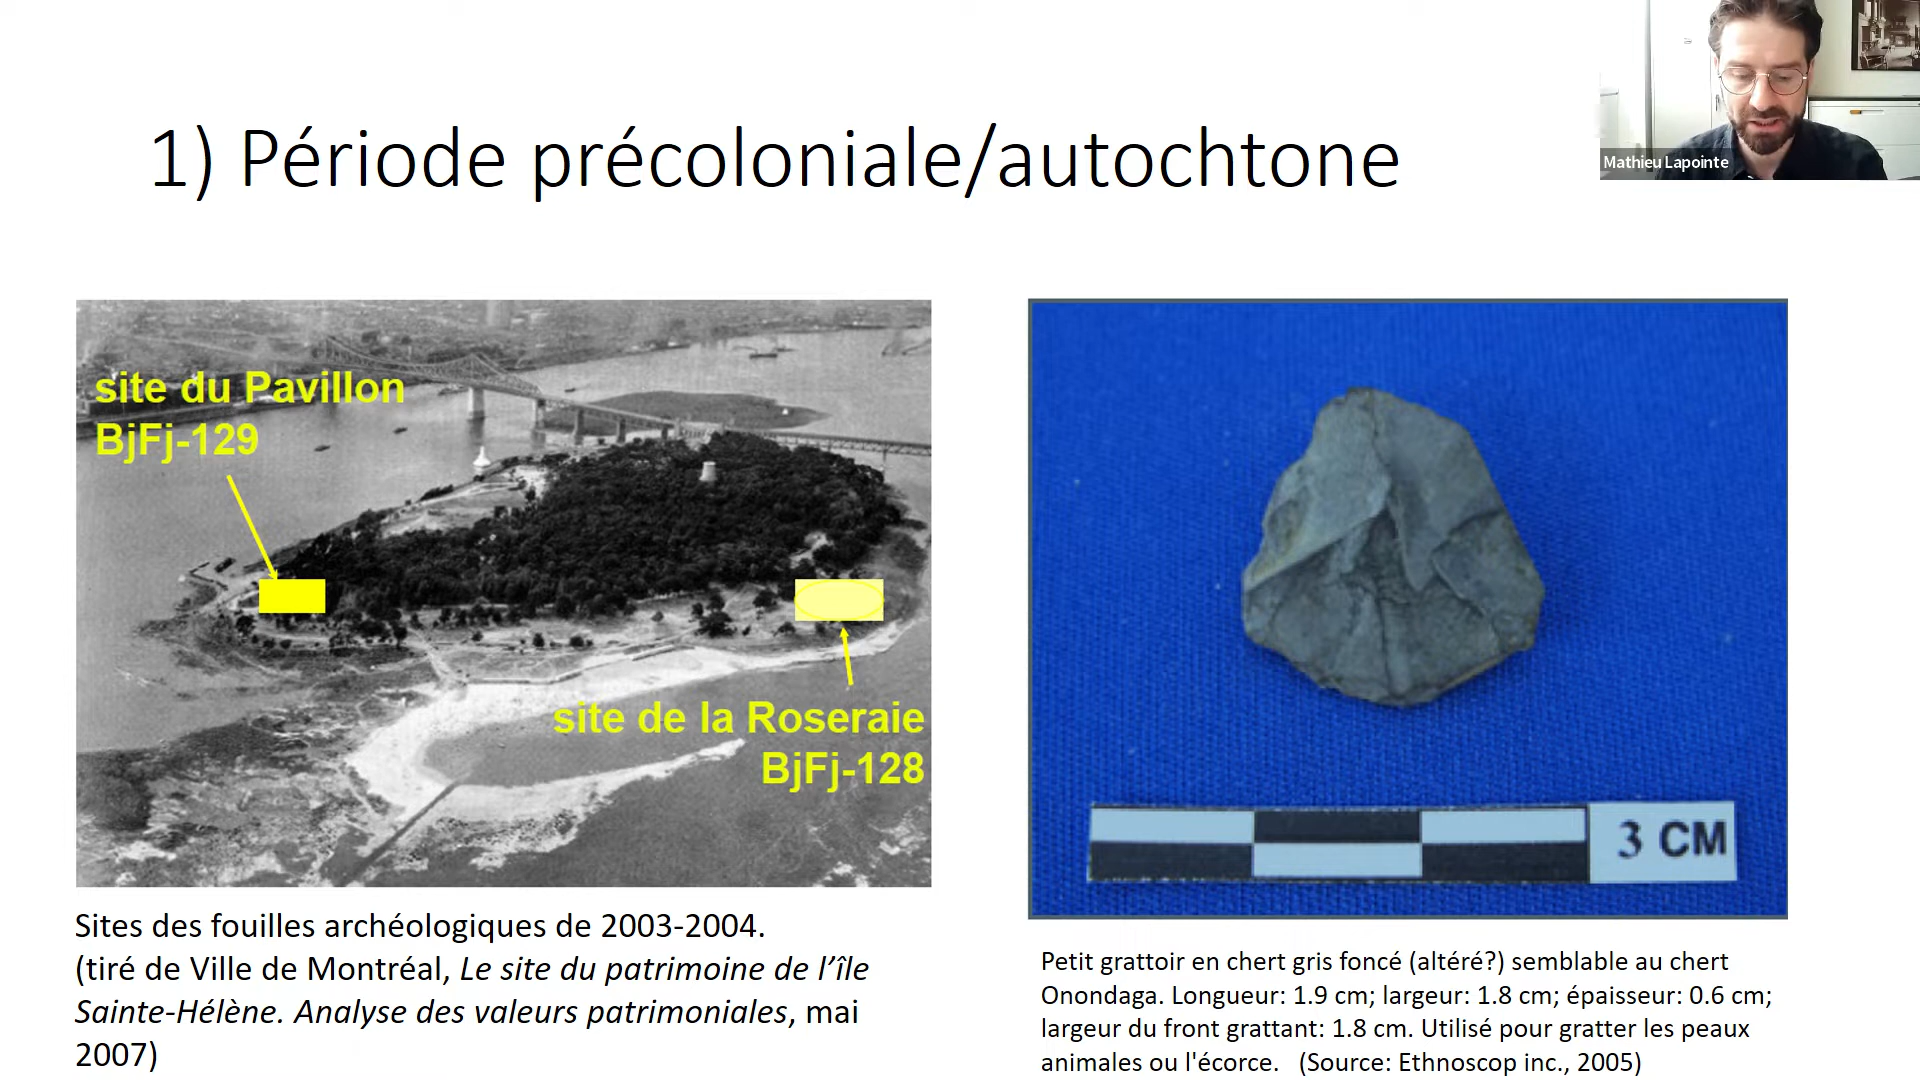 1) Période précoloniale/autochtone
Mathieu Lapointe
site du Pavillon
BjFj-129
site de la Roseraie
BjFj-128
3 CM
Sites des fouilles archéologiques de 2003-2004.
(tiré de Ville de Montréal, Le site du patrimoine de l’île
Sainte-Hélène. Analyse des valeurs patrimoniales, mai
2007)
Petit grattoir en chert gris foncé (altéré?) semblable au chert
Onondaga. Longueur: 1.9 cm; largeur: 1.8 cm; épaisseur: 0.6 cm;
largeur du front grattant: 1.8 cm. Utilisé pour gratter les peaux
animales ou l'écorce. (Source: Ethnoscop inc., 2005)